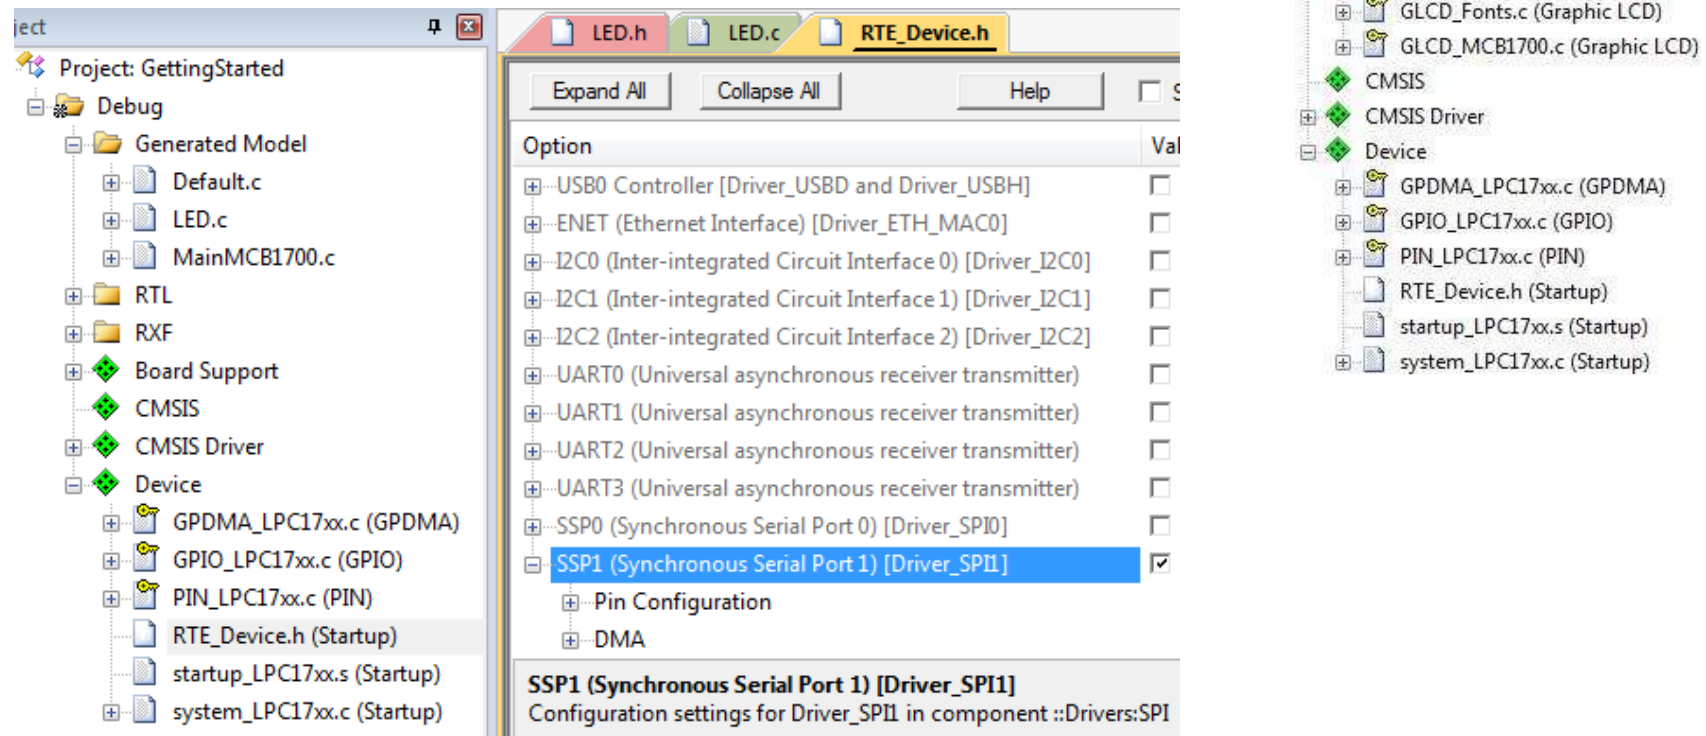 ject
Project: GettingStarted
Debug
Generated Model
Default.c
LED.c
MainMCB1700.c
RTL
RXF
Board Support
CMSIS
CMSIS Driver
Device
GPDMA_LPC17xx.c (GPDMA)
GPIO_LPC17xx.c (GPIO)
PIN_LPC17xx.c (PIN)
RTE_Device.h (Startup)
startup_LPC17xx.s (Startup)
system_LPC17xx.c (Startup)
LED.h LED.c RTE_Device.h
Expand All Collapse All Help S
Option Val
USB0 Controller [Driver_USBD and Driver_USBH]
ENET (Ethernet Interface) [Driver_ETH_MAC0]
I2C0 (Inter-integrated Circuit Interface 0) [Driver_I2C0]
I2C1 (Inter-integrated Circuit Interface 1) [Driver_I2C1]
I2C2 (Inter-integrated Circuit Interface 2) [Driver_I2C2]
UART0 (Universal asynchronous receiver transmitter)
UART1 (Universal asynchronous receiver transmitter)
UART2 (Universal asynchronous receiver transmitter)
UART3 (Universal asynchronous receiver transmitter)
SSP0 (Synchronous Serial Port 0) [Driver_SPI0]
SSP1 (Synchronous Serial Port 1) [Driver_SPI1]
Pin Configuration
DMA
SSP1 (Synchronous Serial Port 1) [Driver_SPI1]
Configuration settings for Driver_SPI1 in component ::Drivers:SPI
GLCD_Fonts.c (Graphic LCD)
GLCD_MCB1700.c (Graphic LCD)
CMSIS
CMSIS Driver
Device
GPDMA_LPC17xx.c (GPDMA)
GPIO_LPC17xx.c (GPIO)
PIN_LPC17xx.c (PIN)
RTE_Device.h (Startup)
startup_LPC17xx.s (Startup)
system_LPC17xx.c (Startup)